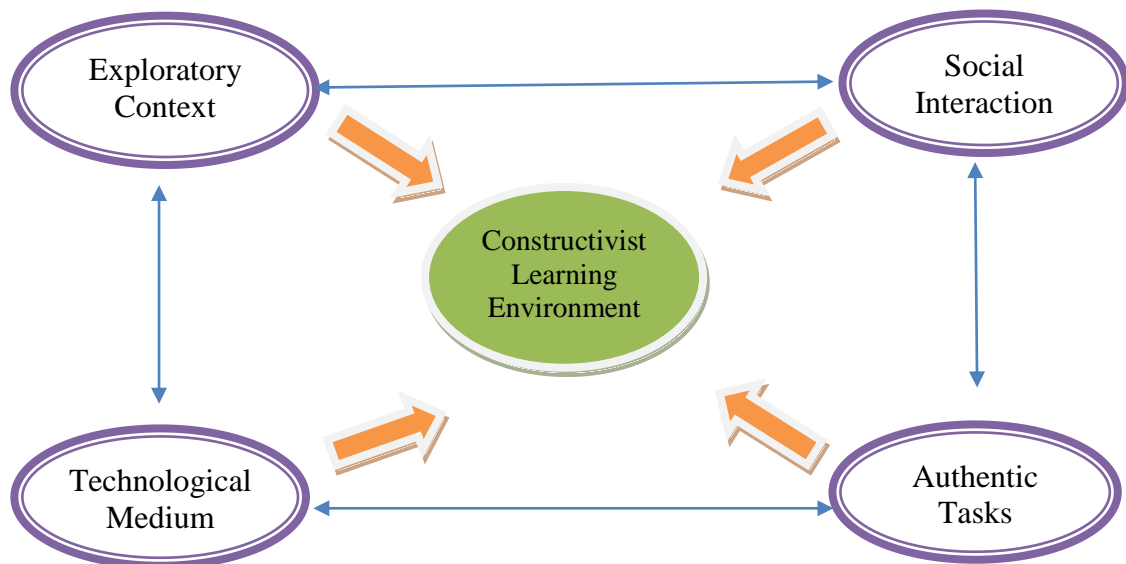 Exploratory
Context
Social
Interaction
Constructivist
Learning
Environment
Technological
Medium
Authentic
Tasks